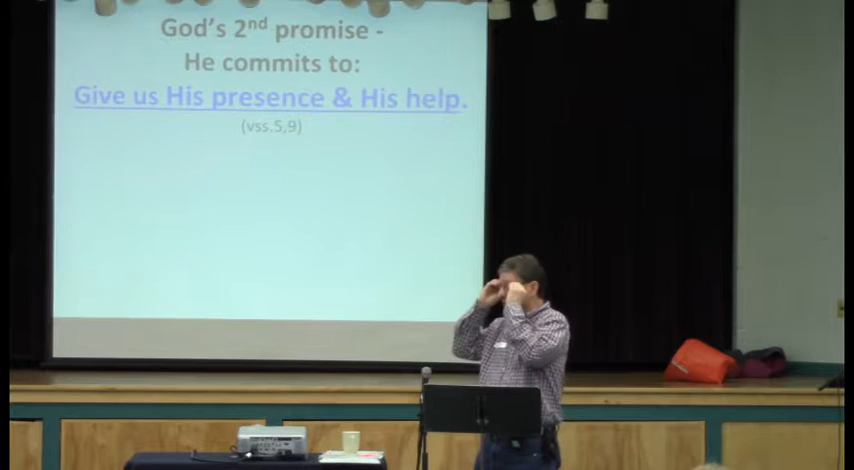 God's 2nd promise -
He commits to:
Give us His presence & His help.
(vss.5,9)